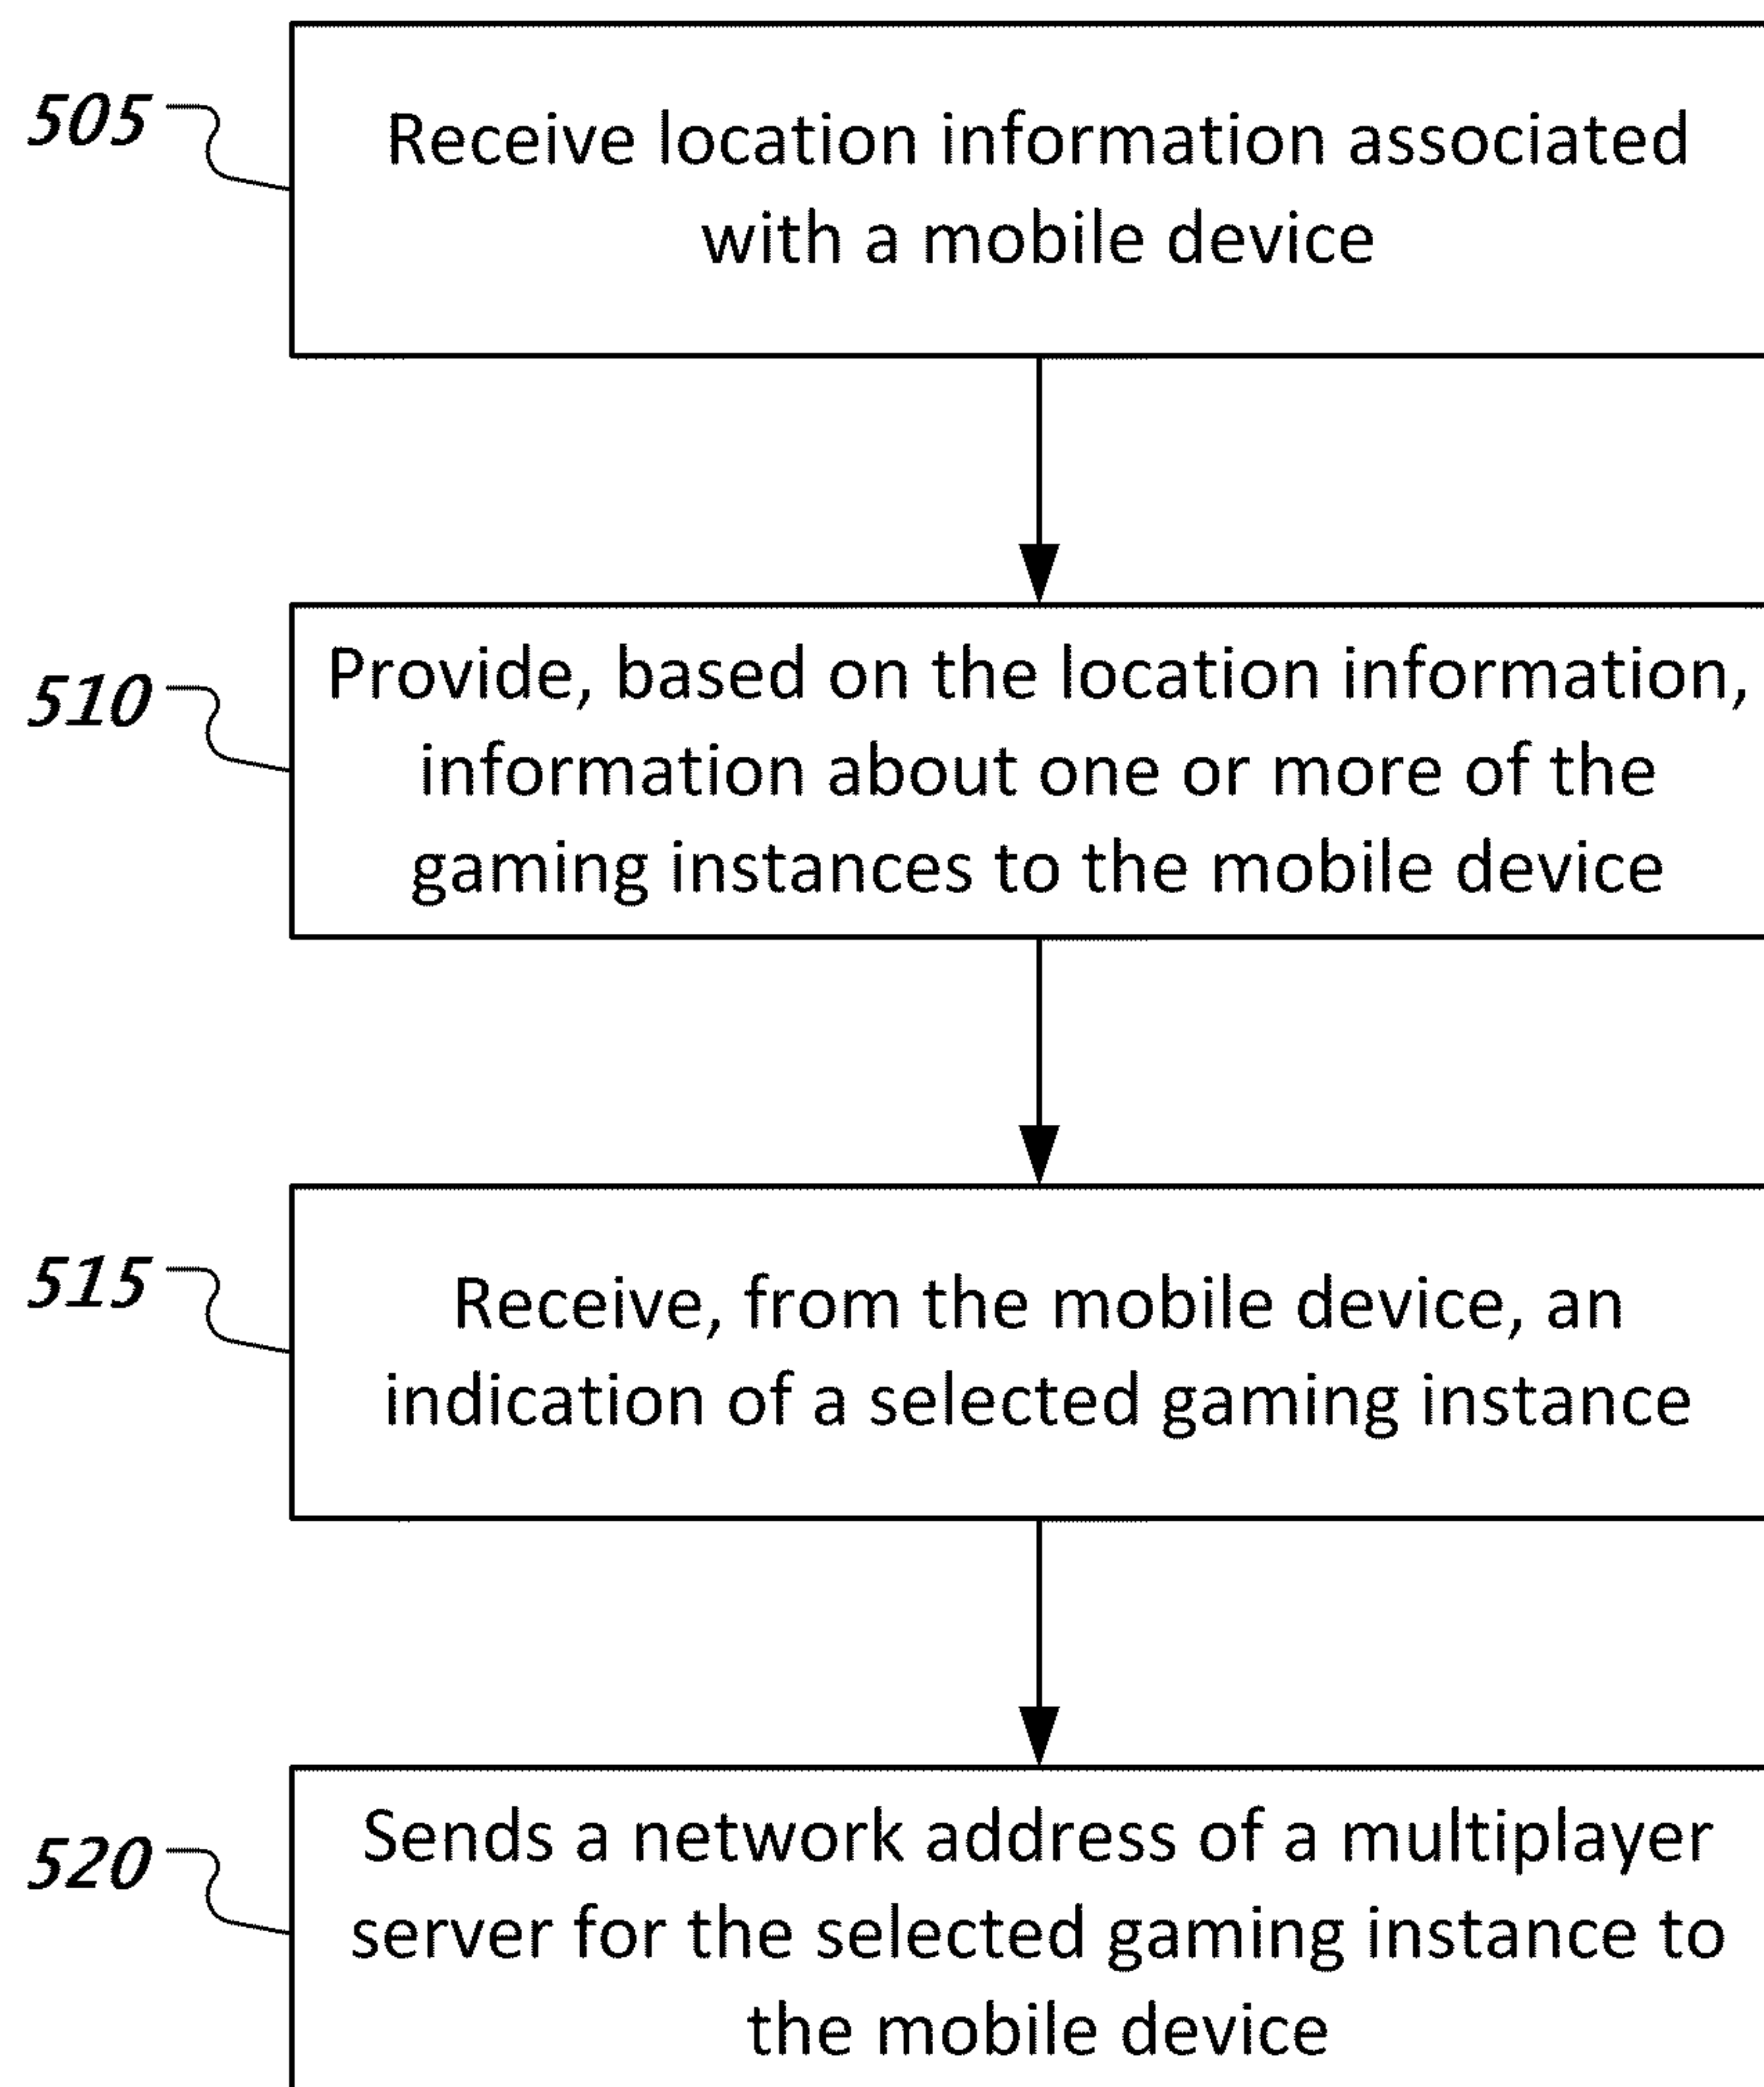 505
Receive location information associated
with a mobile device
510
Provide, based on the location information,
information about one or more of the
gaming instances to the mobile device
515
Receive, from the mobile device, an
indication of a selected gaming instance
520
Sends a network address of a multiplayer
server for the selected gaming instance to
the mobile device